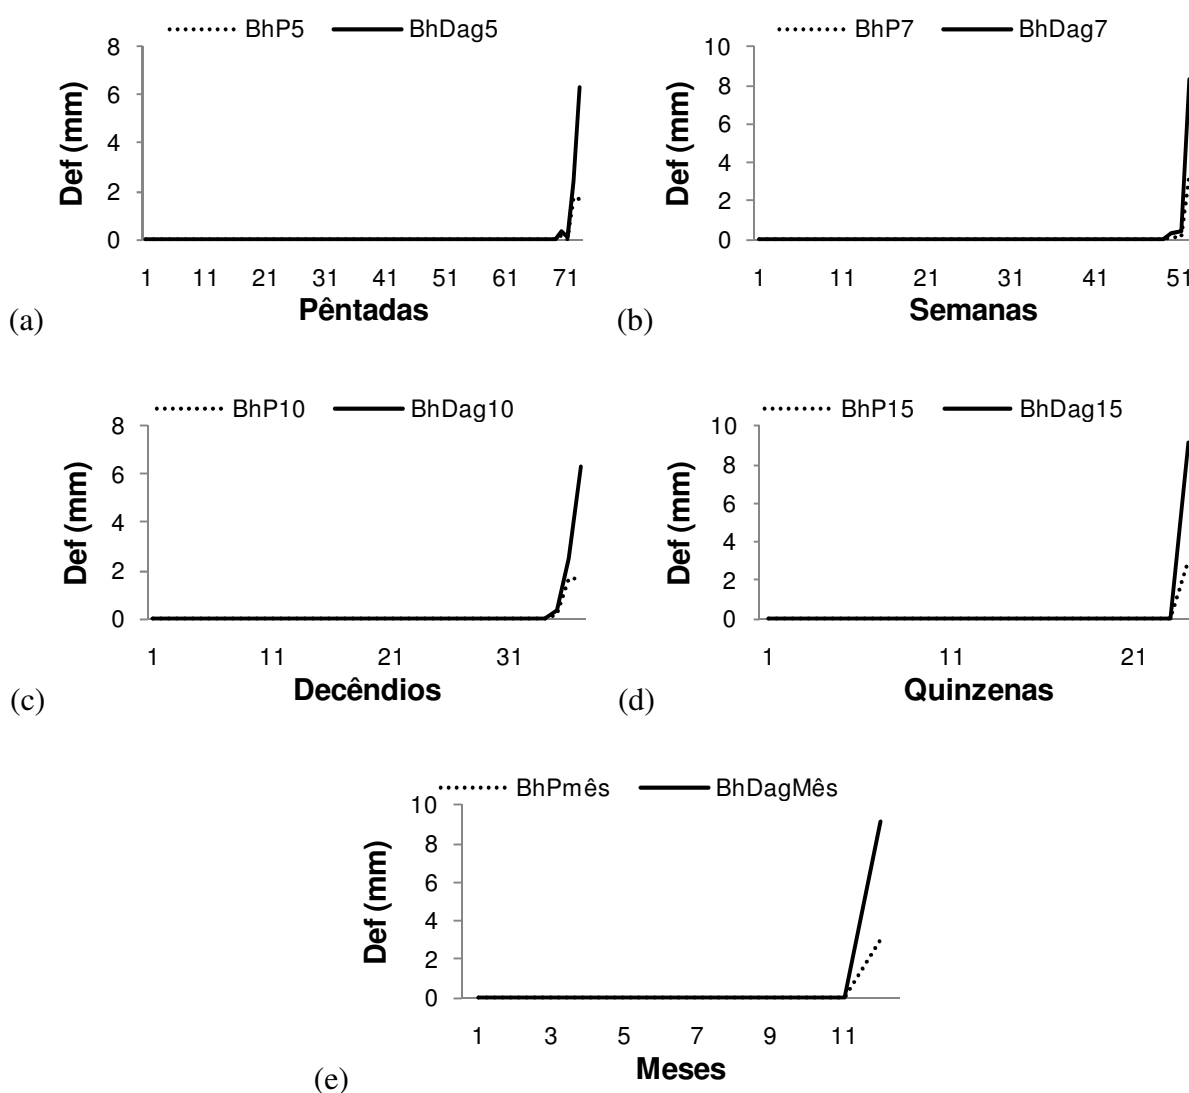 BhP5 BhDag5
8
6
4
2
0
Def (mm)
1 11 21 31 41 51 61 71
Pêntadas
(a)
BhP7 BhDag7
10
8
6
4
2
0
Def (mm)
1 11 21 31 41 51
Semanas
(b)
BhP10 BhDag10
8
6
4
2
0
Def (mm)
1 11 21 31
Decêndios
(c)
BhP15 BhDag15
10
8
6
4
2
0
Def (mm)
1 11 21
Quinzenas
(d)
BhPmês BhDagMês
10
8
6
4
2
0
Def (mm)
1 3 5 7 9 11
Meses
(e)